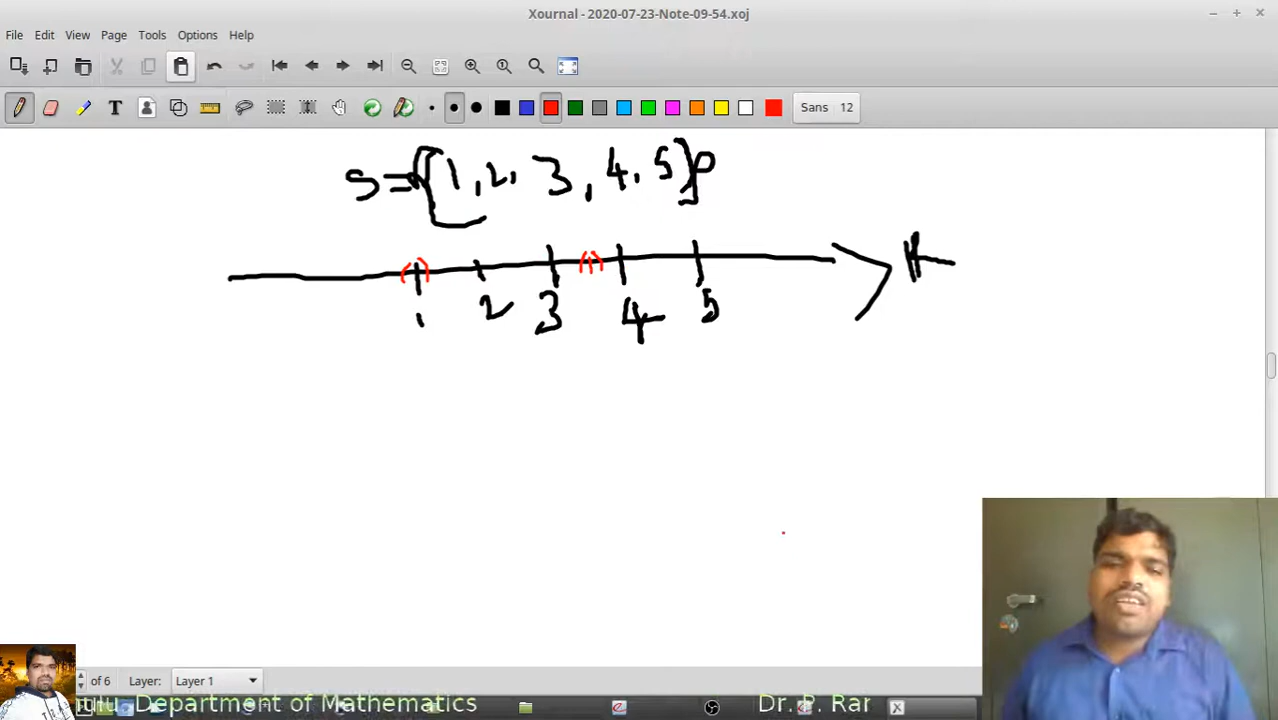 Xournal - 2020-07-23-Note-09-54.xoj
File Edit View Page Tools Options Help
Sans 12
S={1,2,3,4,5}
1 2 3 4 5
of 6 Layer: Layer 1
Department of Mathematics Dr. P. Rar